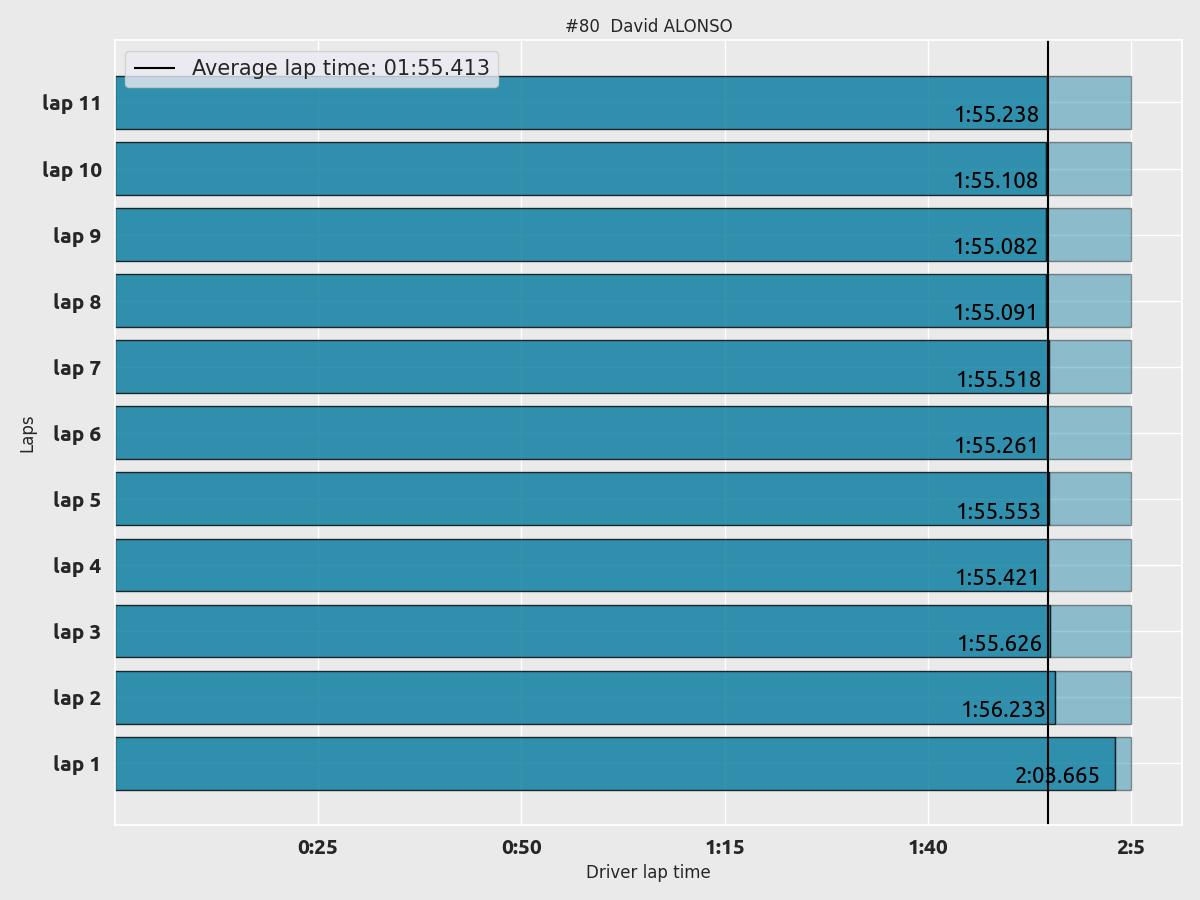 #80 David ALONSO
Average lap time: 01:55.413
lap 11
1:55.238
lap 10
1:55.108
lap 9
1:55.082
lap 8
1:55.091
lap 7
1:55.518
lap 6
1:55.261
lap 5
1:55.553
lap 4
1:55.421
lap 3
1:55.626
lap 2
1:56.233
lap 1
2:03.665
Laps
0:25 0:50 1:15 1:40 2:5
Driver lap time